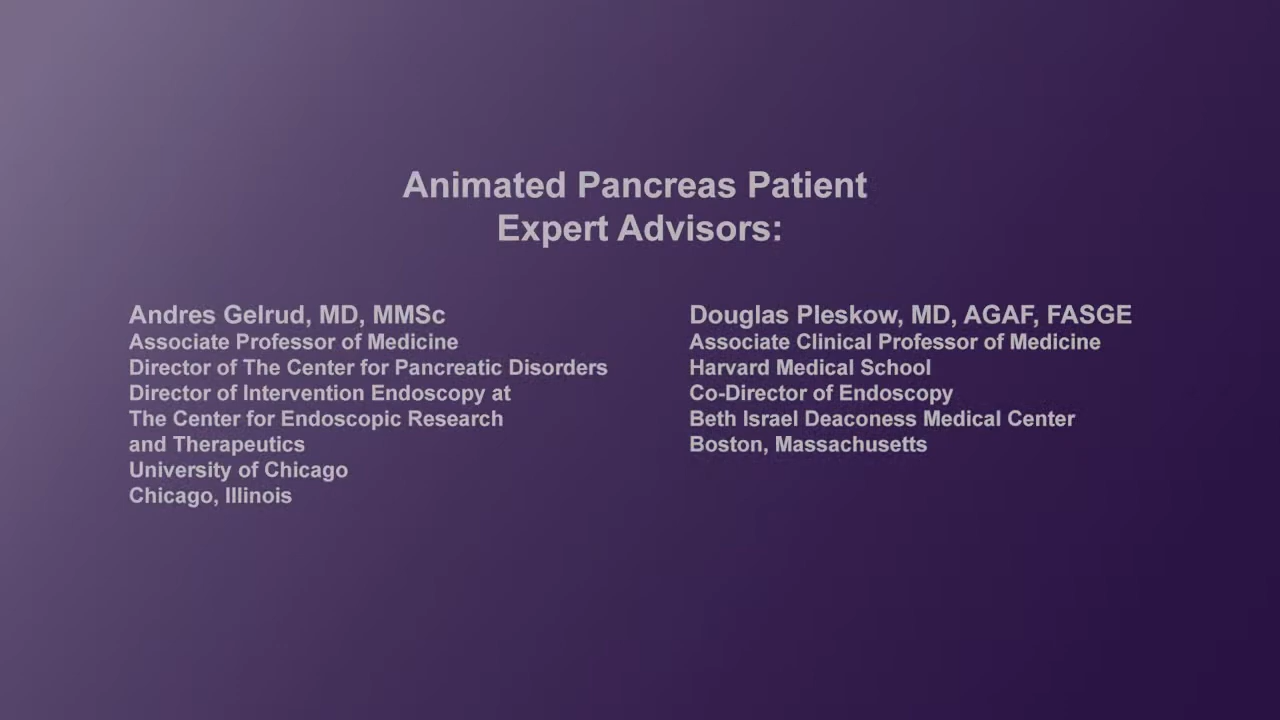 Animated Pancreas Patient
Expert Advisors:
Andres Gelrud, MD, MMSc
Associate Professor of Medicine
Director of The Center for Pancreatic Disorders
Director of Intervention Endoscopy at
The Center for Endoscopic Research
and Therapeutics
University of Chicago
Chicago, Illinois
Douglas Pleskow, MD, AGAF, FASGE
Associate Clinical Professor of Medicine
Harvard Medical School
Co-Director of Endoscopy
Beth Israel Deaconess Medical Center
Boston, Massachusetts